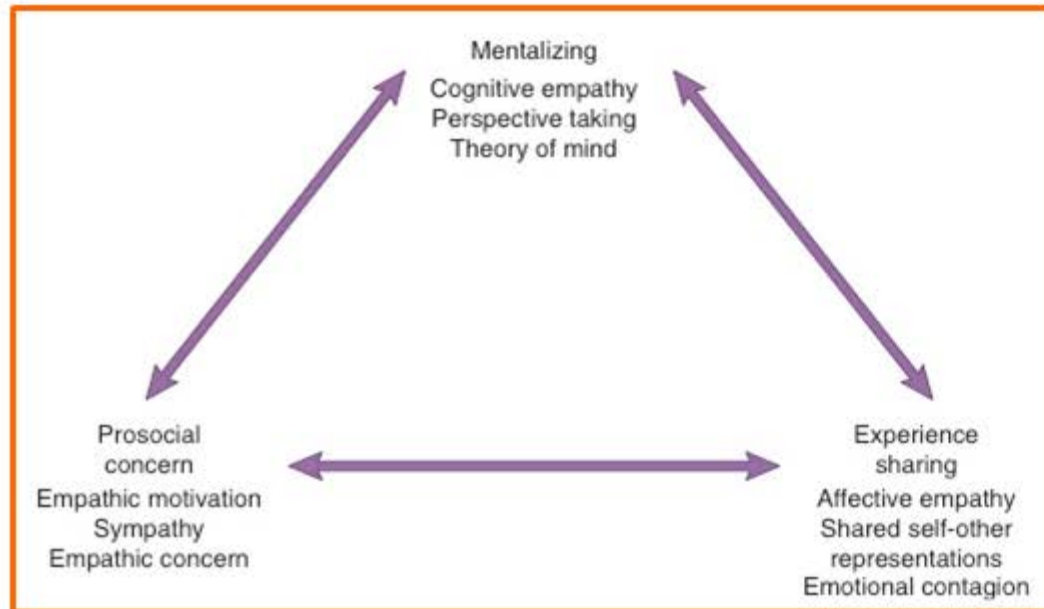 Mentalizing
Cognitive empathy
Perspective taking
Theory of mind
Prosocial
concern
Empathic motivation
Sympathy
Empathic concern
Experience
sharing
Affective empathy
Shared self-other
representations
Emotional contagion